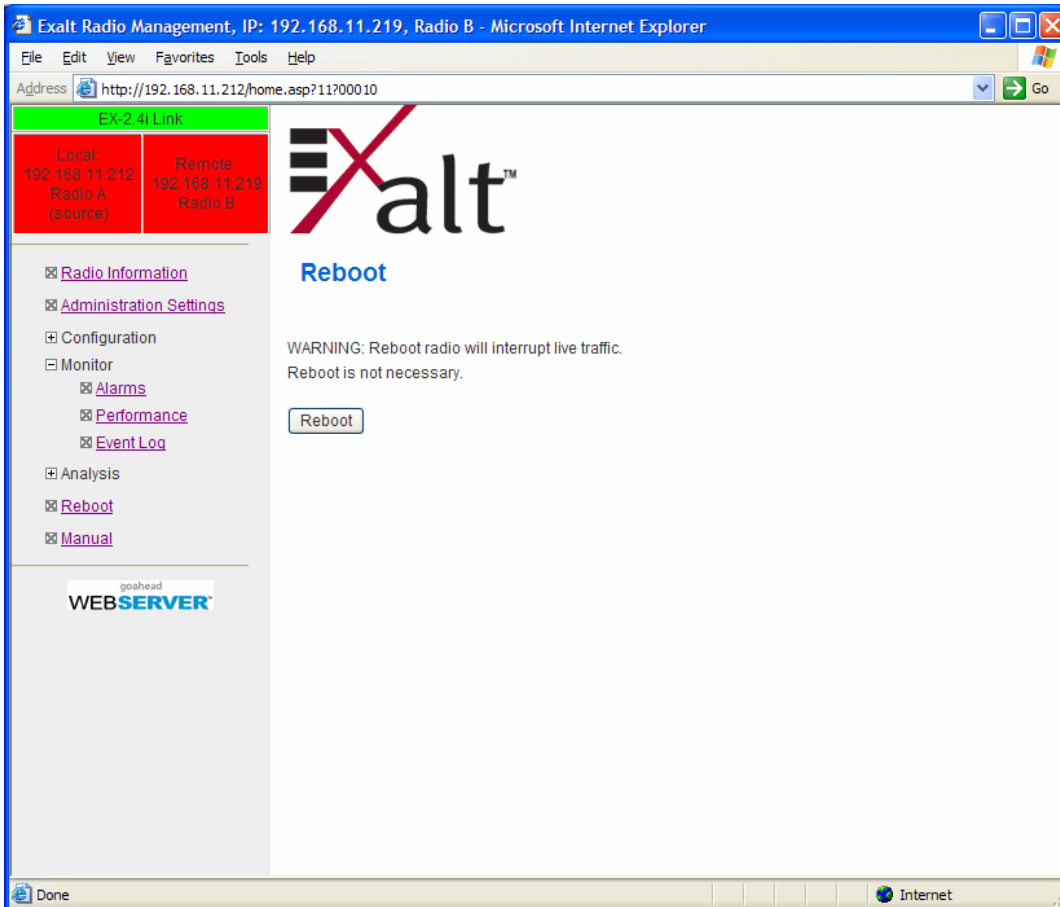 Exalt Radio Management, IP: 192.168.11.219, Radio B - Microsoft Internet Explorer
File Edit View Favorites Tools Help
Address http://192.168.11.212/home.asp?11?00010 Go
EX-2.4i Link
Local:
192.168.11.212
Radio A
(source)
Remote:
192.168.11.219
Radio B
Radio Information
Administration Settings
Configuration
Monitor
Alarms
Performance
Event Log
Analysis
Reboot
Manual
goahead
WEBSERVER™
EXalt™
Reboot
WARNING: Reboot radio will interrupt live traffic.
Reboot is not necessary.
Reboot
Done
Internet